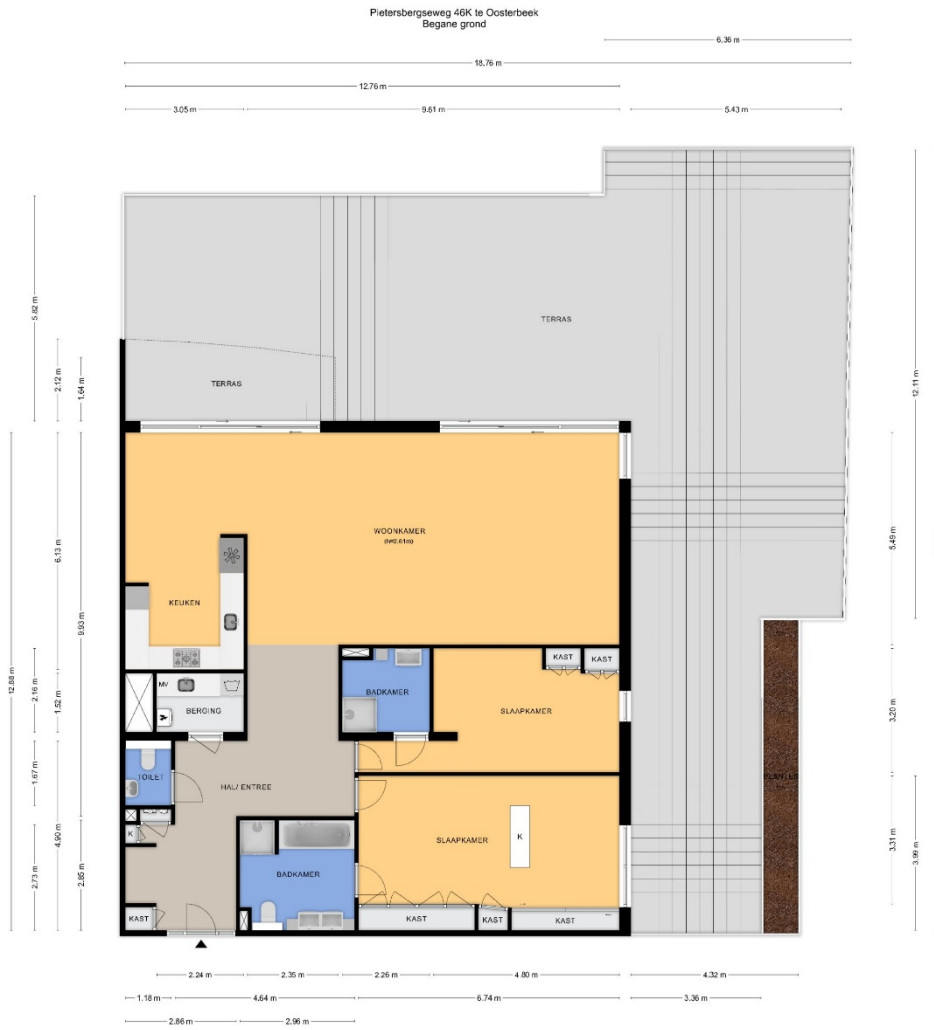 Pietersbergseweg 46K te Oosterbeek
Begane grond
6.36 m
18.76 m
12.76 m
3.05 m
9.61 m
5.43 m
5.82 m
2.12 m
1.64 m
12.11 m
TERRAS
TERRAS
12.88 m
6.13 m
9.93 m
5.49 m
WOONKAMER
KEUKEN
2.16 m
1.52 m
MV
BERGING
BADKAMER
KAST
KAST
SLAAPKAMER
3.20 m
1.67 m
4.90 m
TOILET
HAL/ ENTREE
2.73 m
2.85 m
K
KAST
BADKAMER
SLAAPKAMER
K
KAST
KAST
KAST
3.31 m
3.99 m
2.24 m
2.35 m
2.26 m
4.80 m
4.32 m
1.18 m
4.64 m
6.74 m
3.36 m
2.86 m
2.96 m